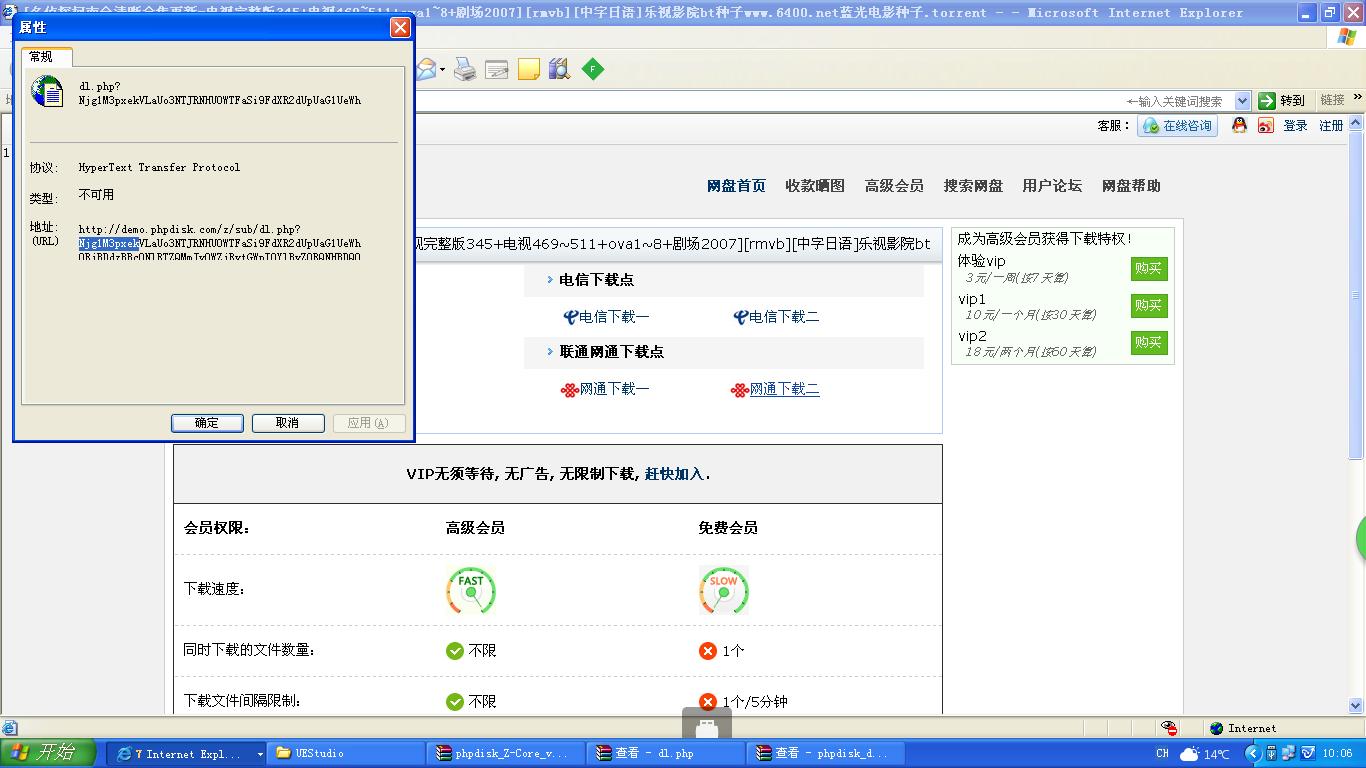 电视完整版345+电视469~511+ova1~8+剧场2007][rmvb][中字日语]乐视影院bt种子www.6400.net蓝光电影种子.torrent - - Microsoft Internet Explorer
属性
常规
dl.php?
Njg1M3pxekVLaUo3NTJRNHUOWTFaSi9FdXR2dUpUaG1UeWh
协议:
HyperText Transfer Protocol
类型:
不可用
地址:
(URL)
http://demo.phpdisk.com/z/sub/dl.php?
Njg1M3pxekVLaUo3NTJRNHUOWTFaSi9FdXR2dUpUaG1UeWh
确定
取消
应用(A)
←输入关键词搜索
转到
链接
»
客服：
在线咨询
登录
注册
1
网盘首页
收款晒图
高级会员
搜索网盘
用户论坛
网盘帮助
视完整版345+电视469~511+ova1~8+剧场2007][rmvb][中字日语]乐视影院bt
电信下载点
电信下载一
电信下载二
联通网通下载点
网通下载一
网通下载二
成为高级会员获得下载特权！
体验vip
3元/一周(按7天算)
购买
vip1
10元/一个月(按30天算)
购买
vip2
18元/两个月(按60天算)
购买
VIP无须等待, 无广告, 无限制下载, 赶快加入.
会员权限:
高级会员
免费会员
下载速度:
FAST
SLOW
同时下载的文件数量:
不限
1个
下载文件间隔限制:
不限
1个/5分钟
Internet
开始
7 Internet Expl...
UEStudio
phpdisk_Z-Core_v...
查看 - dl.php
查看 - phpdisk_d...
CH
14℃
10:06